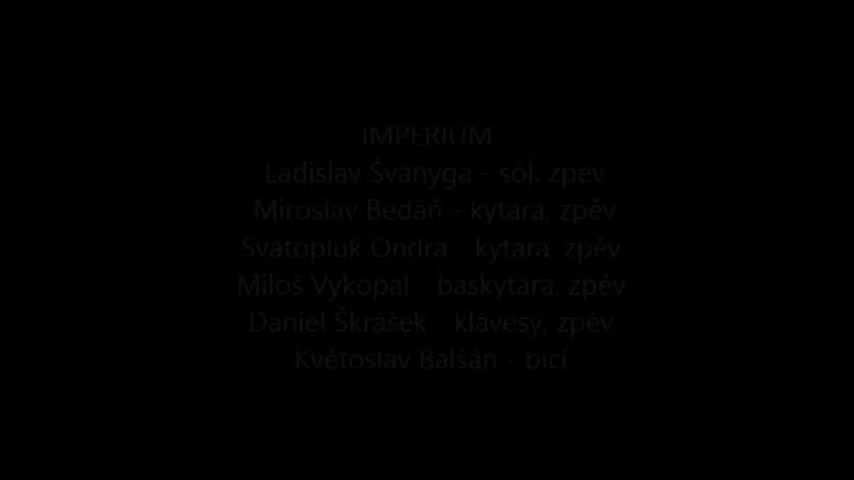 IMPERIUM
Ladislav Švanyga - sól. zpěv
Miroslav Bedáň - kytara, zpěv
Svatopluk Ondra - kytara, zpěv
Miloš Vykopal - baskytara, zpěv
Daniel Škrášek - klávesy, zpěv
Květoslav Balšán - bicí